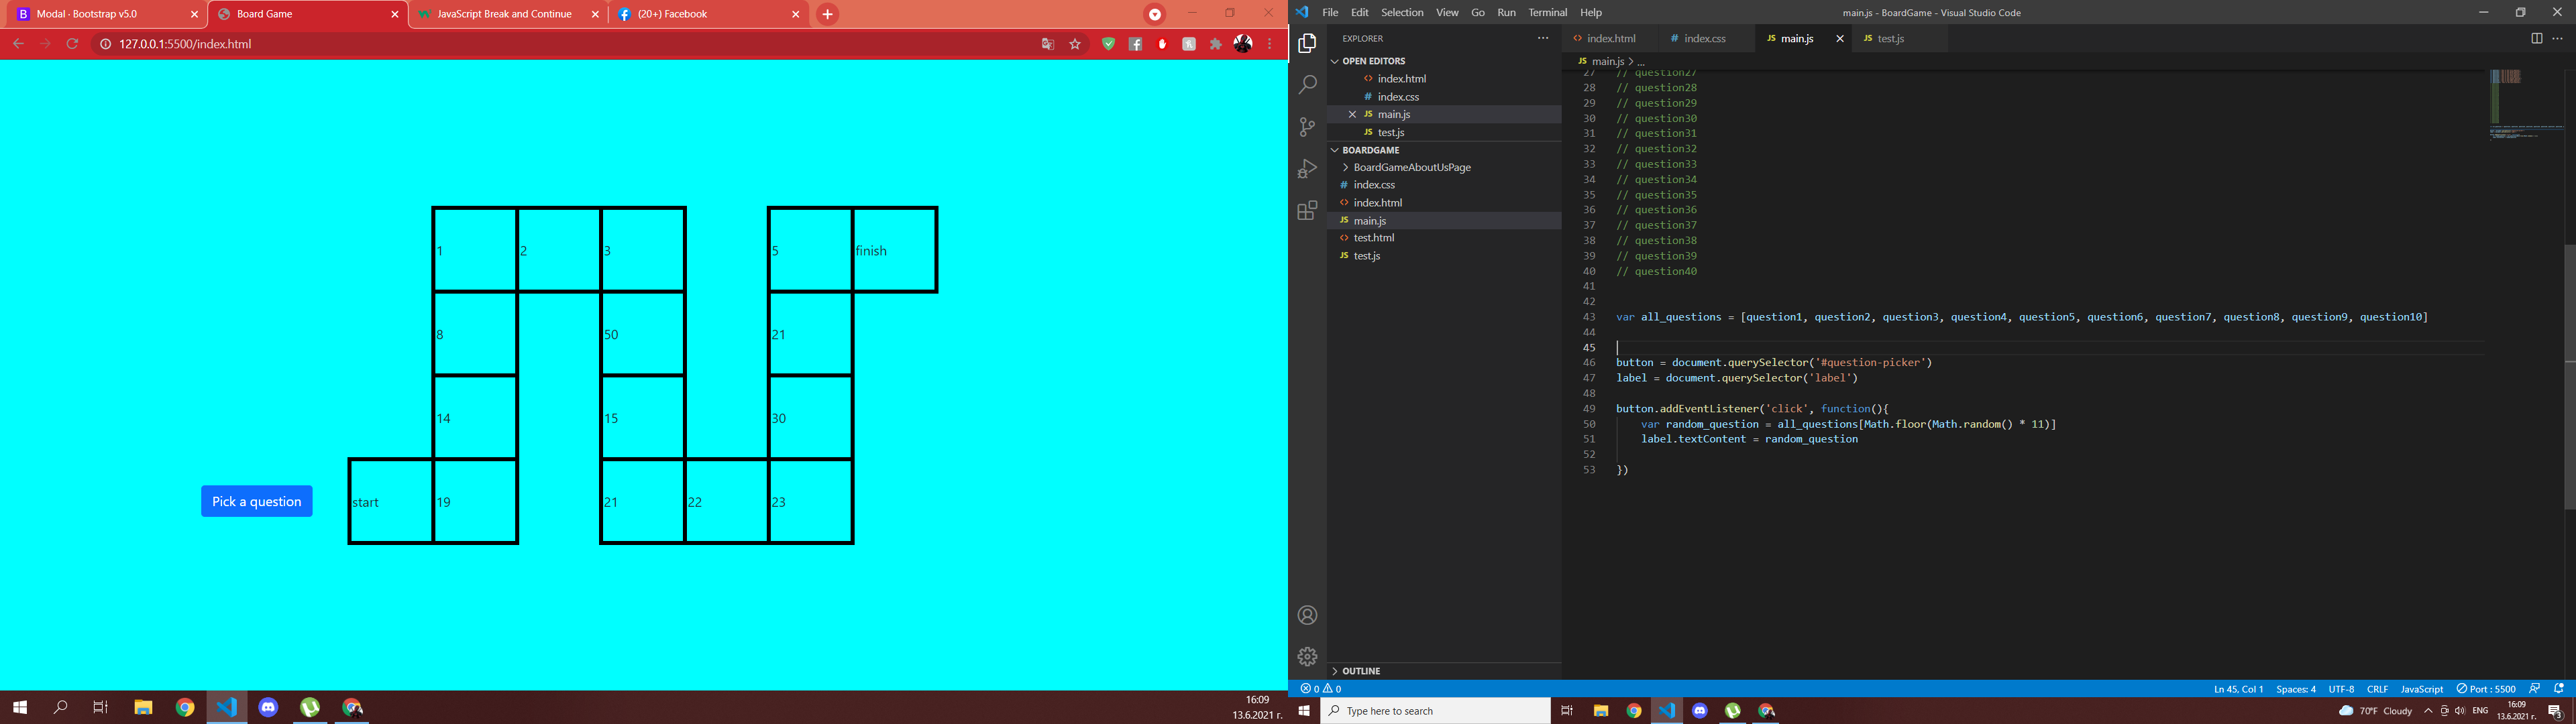 Modal · Bootstrap v5.0
Board Game
JavaScript Break and Continue
(20+) Facebook
127.0.0.1:5500/index.html
1
2
3
5
finish
8
50
21
14
15
30
Pick a question
start
19
21
22
23
16:09
13.6.2021 г.
File Edit Selection View Go Run Terminal Help
main.js - BoardGame - Visual Studio Code
EXPLORER
OPEN EDITORS
index.html
index.css
main.js
test.js
BOARDGAME
BoardGameAboutUsPage
index.css
index.html
main.js
test.html
test.js
OUTLINE
index.html
index.css
main.js
test.js
main.js > ...
27 // question27
28 // question28
29 // question29
30 // question30
31 // question31
32 // question32
33 // question33
34 // question34
35 // question35
36 // question36
37 // question37
38 // question38
39 // question39
40 // question40
41
42
43 var all_questions = [question1, question2, question3, question4, question5, question6, question7, question8, question9, question10]
44
45
46 button = document.querySelector('#question-picker')
47 label = document.querySelector('label')
48
49 button.addEventListener('click', function(){
50 var random_question = all_questions[Math.floor(Math.random() * 11)]
51 label.textContent = random_question
52
53 })
0 0
Ln 45, Col 1 Spaces: 4 UTF-8 CRLF JavaScript Port : 5500
Type here to search
70°F Cloudy
ENG
16:09
13.6.2021 г.
3